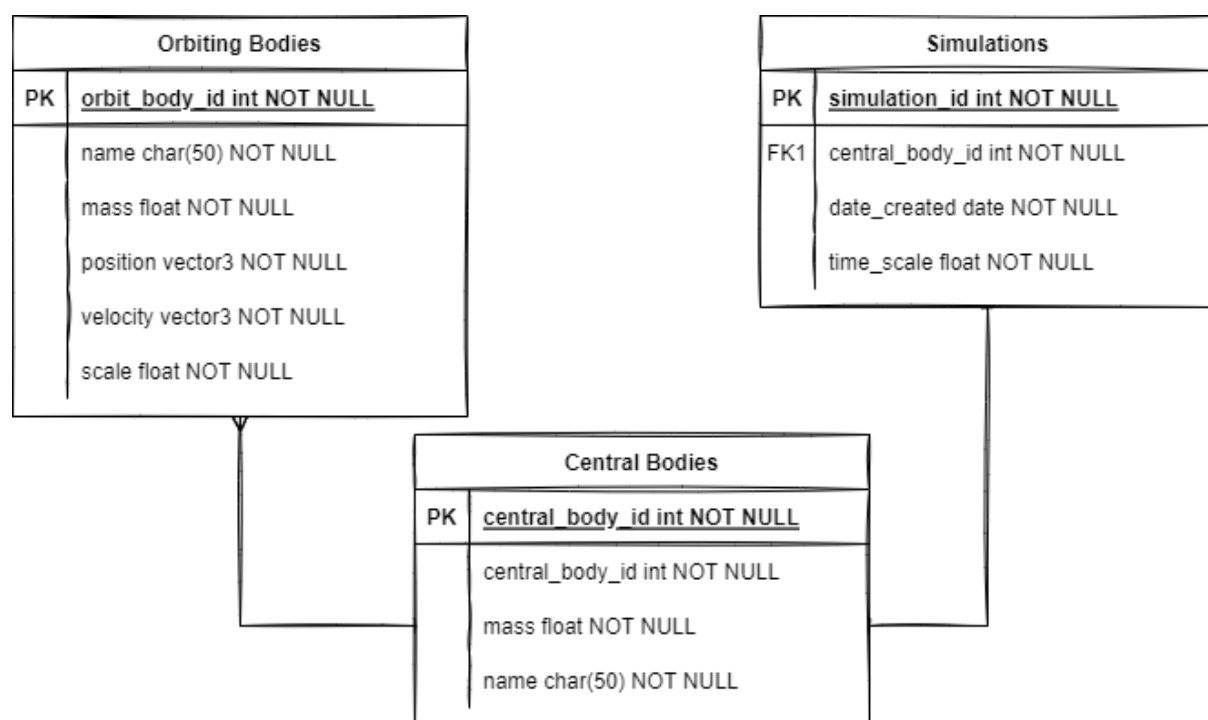 Orbiting Bodies
PK orbit_body_id int NOT NULL
name char(50) NOT NULL
mass float NOT NULL
position vector3 NOT NULL
velocity vector3 NOT NULL
scale float NOT NULL
Simulations
PK simulation_id int NOT NULL
FK1 central_body_id int NOT NULL
date_created date NOT NULL
time_scale float NOT NULL
Central Bodies
PK central_body_id int NOT NULL
central_body_id int NOT NULL
mass float NOT NULL
name char(50) NOT NULL